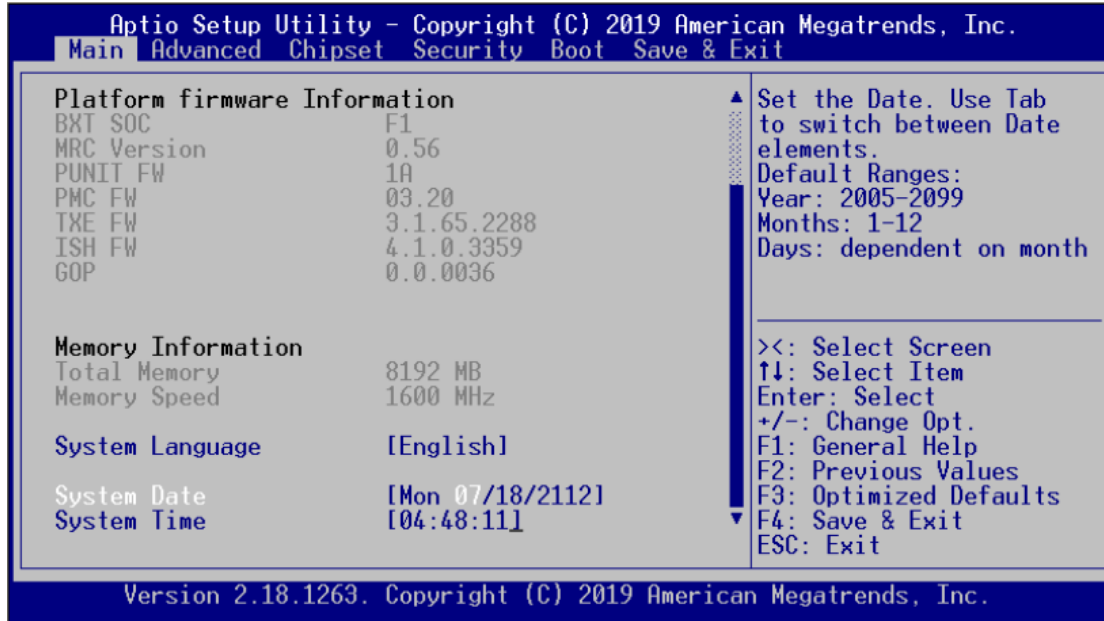 Aptio Setup Utility – Copyright (C) 2019 American Megatrends, Inc.
Main Advanced Chipset Security Boot Save & Exit
Platform firmware Information
BXT SOC F1
MRC Version 0.56
PUNIT FW 1A
PMC FW 03.20
TXE FW 3.1.65.2288
ISH FW 4.1.0.3359
GOP 0.0.0036
Memory Information
Total Memory 8192 MB
Memory Speed 1600 MHz
System Language [English]
System Date [Mon 07/18/2112]
System Time [04:48:11]
Set the Date. Use Tab
to switch between Date
elements.
Default Ranges:
Year: 2005-2099
Months: 1-12
Days: dependent on month
><: Select Screen
↑↓: Select Item
Enter: Select
+/-: Change Opt.
F1: General Help
F2: Previous Values
F3: Optimized Defaults
F4: Save & Exit
ESC: Exit
Version 2.18.1263. Copyright (C) 2019 American Megatrends, Inc.